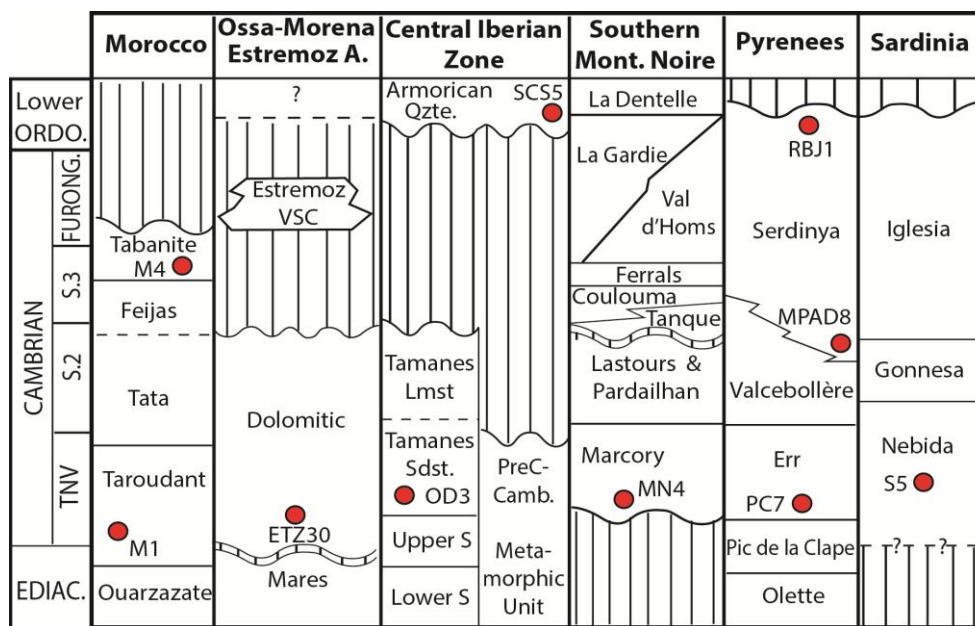 Morocco
Ossa-Morena
Estremoz A.
Central Iberian
Zone
Southern
Mont. Noire
Pyrenees
Sardinia
Lower
ORDO.
CAMBRIAN
FURONG.
S.3
S.2
TNV
EDIAC.
Tabanite
M4
Feijas
Tata
Taroudant
M1
Ouarzazate
?
Estremoz
VSC
Dolomitic
ETZ30
Mares
Armorican
Qzte.
SCS5
Tamanes
Lmst
Tamanes
Sdst.
OD3
Upper S
Lower S
PreC-
Camb.
Meta-
morphic
Unit
La Dentelle
La Gardie
Val
d'Homs
Ferrals
Coulouma
Tanque
Lastours &
Pardailhan
Marcory
MN4
RBJ1
Serdinya
MPAD8
Valcebollère
Err
PC7
Pic de la Clape
Olette
Iglesia
Gonnesa
Nebida
S5
? ?